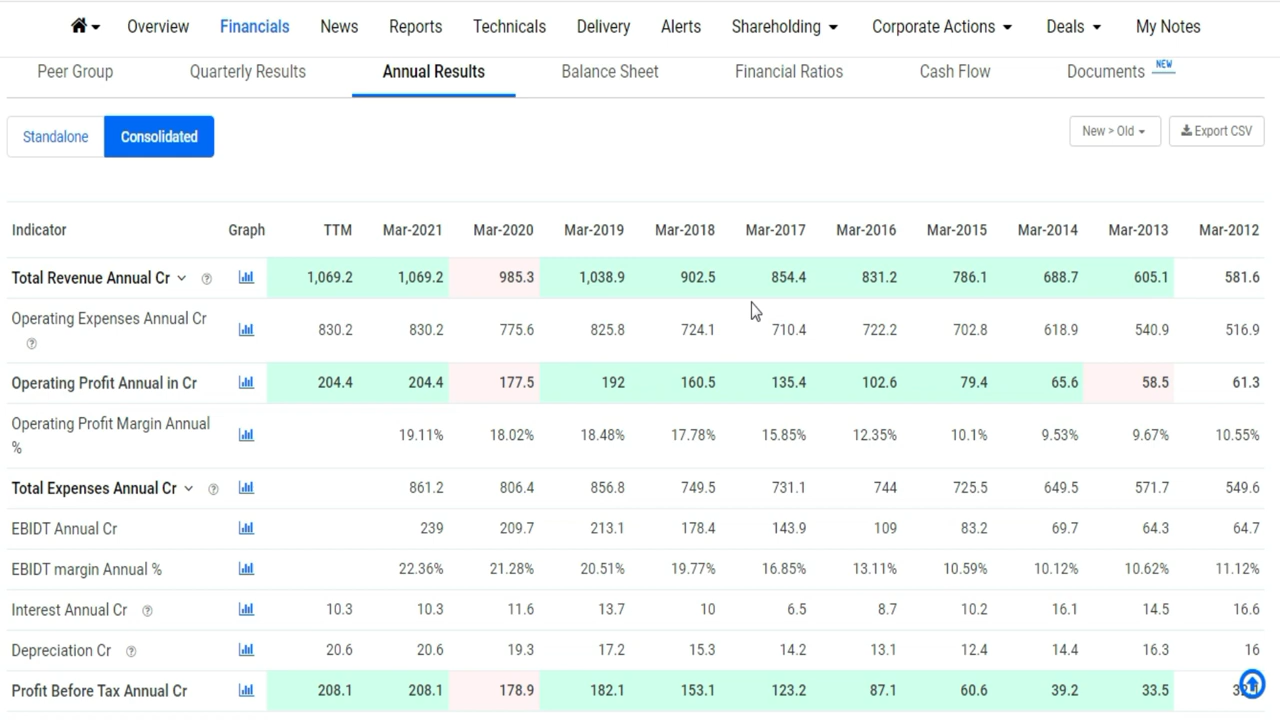 Overview Financials News Reports Technicals Delivery Alerts Shareholding Corporate Actions Deals My Notes
Peer Group Quarterly Results Annual Results Balance Sheet Financial Ratios Cash Flow Documents NEW
Standalone Consolidated New > Old Export CSV
Indicator Graph TTM Mar-2021 Mar-2020 Mar-2019 Mar-2018 Mar-2017 Mar-2016 Mar-2015 Mar-2014 Mar-2013 Mar-2012
Total Revenue Annual Cr 1,069.2 1,069.2 985.3 1,038.9 902.5 854.4 831.2 786.1 688.7 605.1 581.6
Operating Expenses Annual Cr 830.2 830.2 775.6 825.8 724.1 710.4 722.2 702.8 618.9 540.9 516.9
Operating Profit Annual in Cr 204.4 204.4 177.5 192 160.5 135.4 102.6 79.4 65.6 58.5 61.3
Operating Profit Margin Annual
% 19.11% 18.02% 18.48% 17.78% 15.85% 12.35% 10.1% 9.53% 9.67% 10.55%
Total Expenses Annual Cr 861.2 806.4 856.8 749.5 731.1 744 725.5 649.5 571.7 549.6
EBIDT Annual Cr 239 209.7 213.1 178.4 143.9 109 83.2 69.7 64.3 64.7
EBIDT margin Annual % 22.36% 21.28% 20.51% 19.77% 16.85% 13.11% 10.59% 10.12% 10.62% 11.12%
Interest Annual Cr 10.3 10.3 11.6 13.7 10 6.5 8.7 10.2 16.1 14.5 16.6
Depreciation Cr 20.6 20.6 19.3 17.2 15.3 14.2 13.1 12.4 14.4 16.3 16
Profit Before Tax Annual Cr 208.1 208.1 178.9 182.1 153.1 123.2 87.1 60.6 39.2 33.5